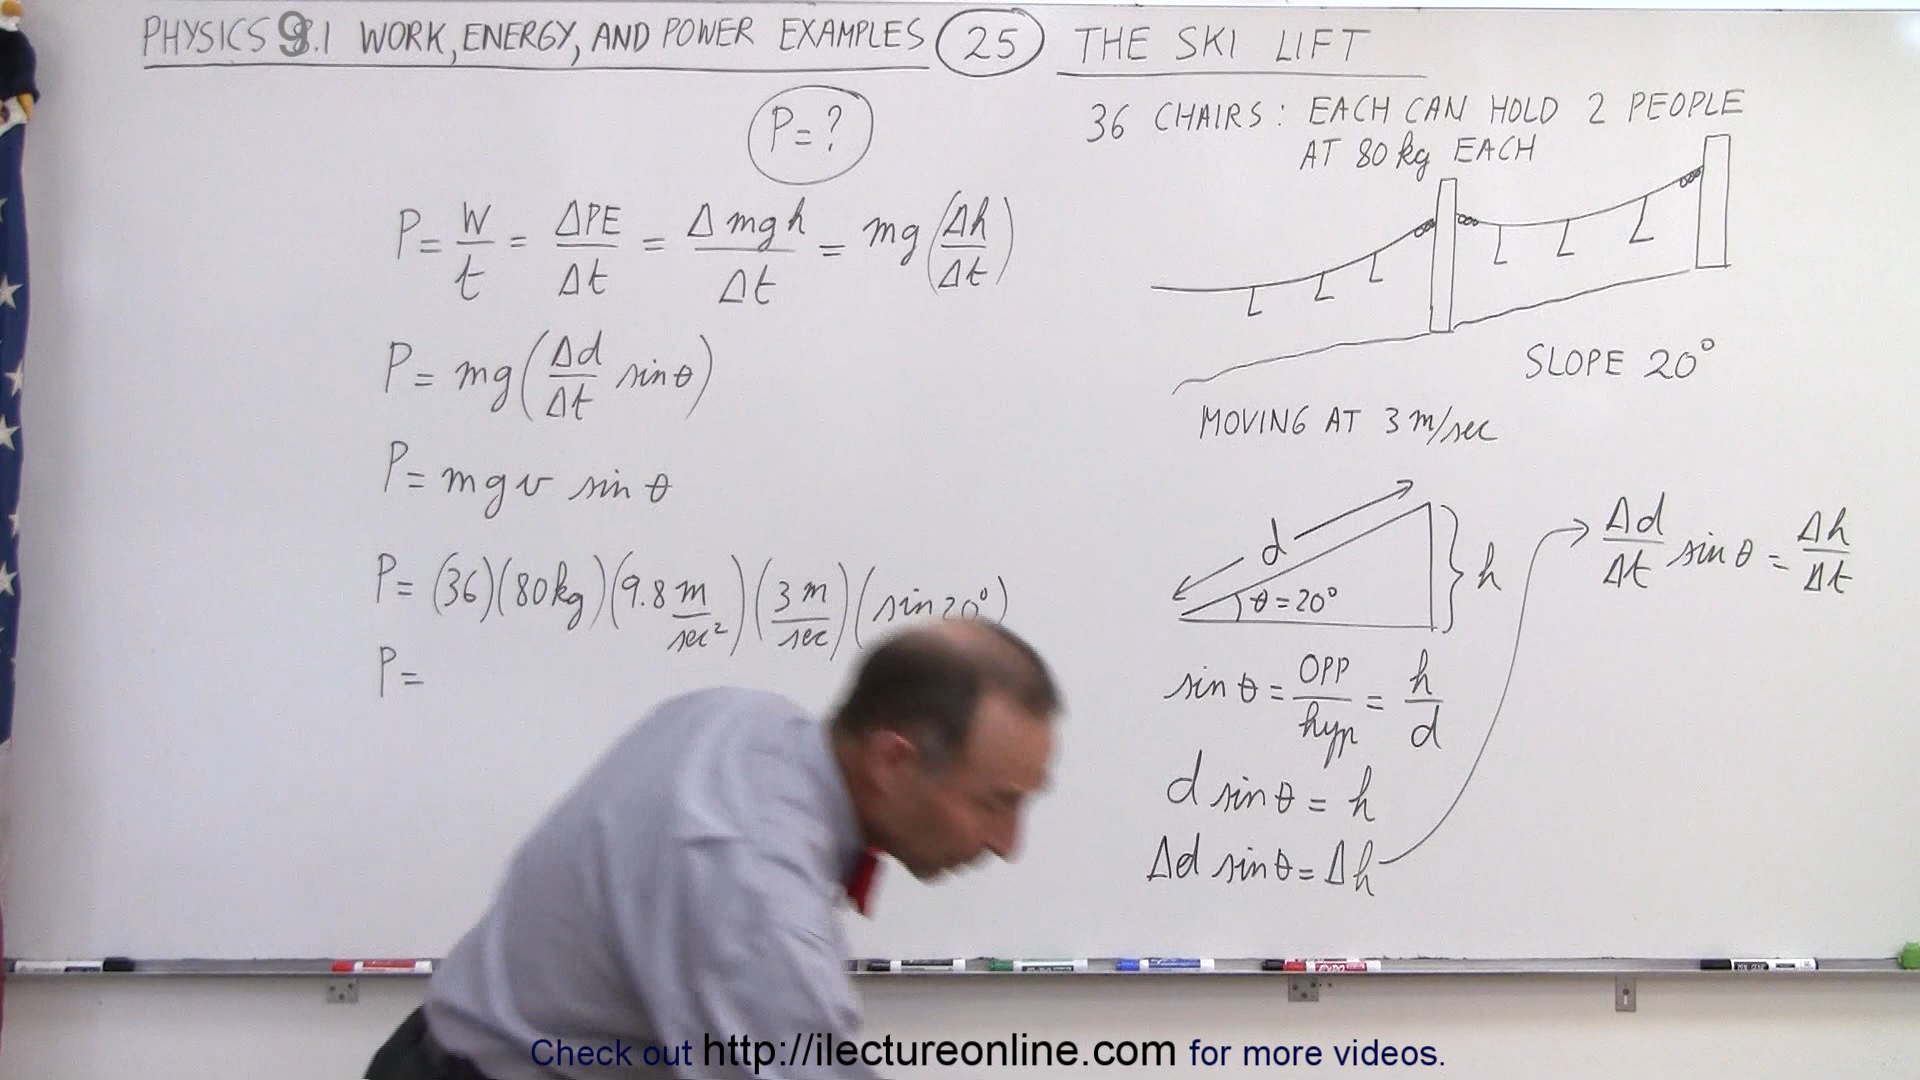 PHYSICS 9.1 WORK, ENERGY, AND POWER EXAMPLES 25 THE SKI LIFT
P = ?
P = W/t = ΔPE/Δt = Δmgh/Δt = mg(Δh/Δt)
P = mg(Δd/Δt sin θ)
P = mgv sin θ
P = (36)(80 kg)(9.8 m/sec²)(3 m/sec)(sin 20°)
P =
36 CHAIRS: EACH CAN HOLD 2 PEOPLE
AT 80 kg EACH
SLOPE 20°
MOVING AT 3 m/sec
d
θ = 20°
h
sin θ = OPP/hyp = h/d
d sin θ = h
Δd sin θ = Δh
Δd/Δt sin θ = Δh/Δt
EXPO
Check out http://ilectureonline.com for more videos.